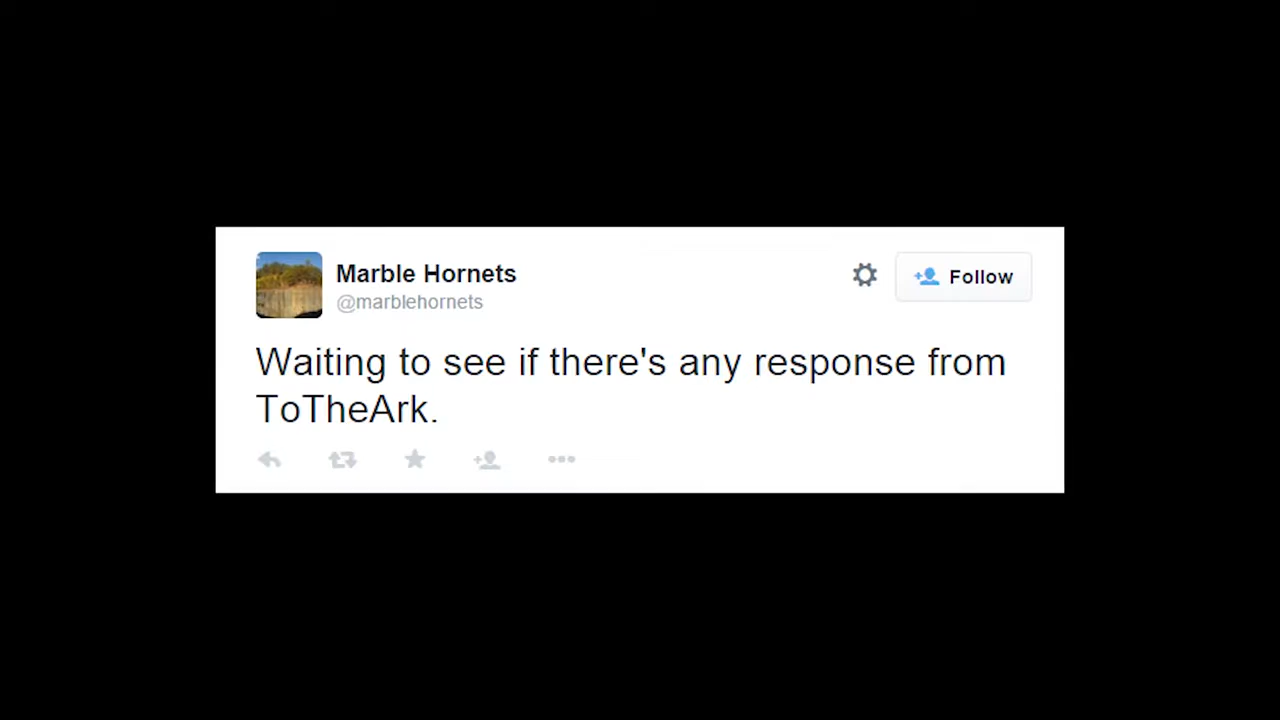 Marble Hornets
@marblehornets
Follow
Waiting to see if there's any response from
ToTheArk.